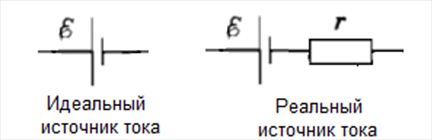 ℰ
ℰ
r
Идеальный
источник тока
Реальный
источник тока